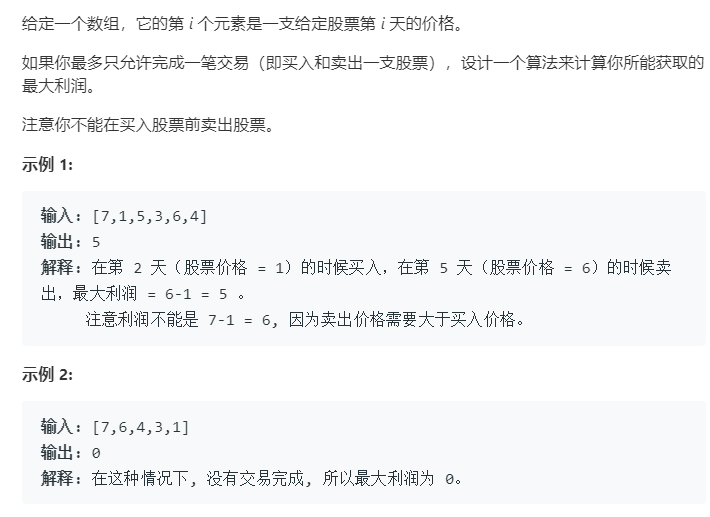 给定一个数组，它的第 i 个元素是一支给定股票第 i 天的价格。
如果你最多只允许完成一笔交易（即买入和卖出一支股票），设计一个算法来计算你所能获取的
最大利润。
注意你不能在买入股票前卖出股票。
示例 1:
输入: [7,1,5,3,6,4]
输出: 5
解释: 在第 2 天（股票价格 = 1）的时候买入，在第 5 天（股票价格 = 6）的时候卖
出，最大利润 = 6-1 = 5 。
注意利润不能是 7-1 = 6, 因为卖出价格需要大于买入价格。
示例 2:
输入: [7,6,4,3,1]
输出: 0
解释: 在这种情况下, 没有交易完成, 所以最大利润为 0。